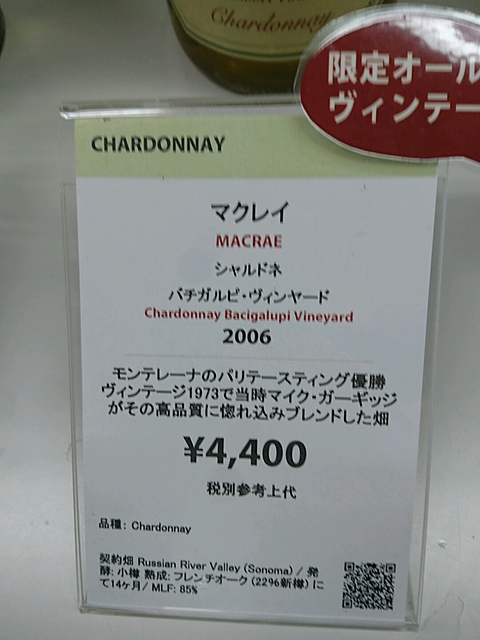 Chardonnay
限定オール
ヴィンテー
CHARDONNAY
マクレイ
MACRAE
シャルドネ
バチガルビ・ヴィンヤード
Chardonnay Bacigalupi Vineyard
2006
モンテレーナのパリテースティング優勝
ヴィンテージ1973で当時マイク・ガーギッジ
がその高品質に惚れ込みブレンドした畑
¥4,400
税別参考上代
品種： Chardonnay
契約畑 Russian River Valley (Sonoma) / 発
酵: 小樽 熟成: フレンチオーク (2296新樽) に
て14ヶ月/ MLF: 85%